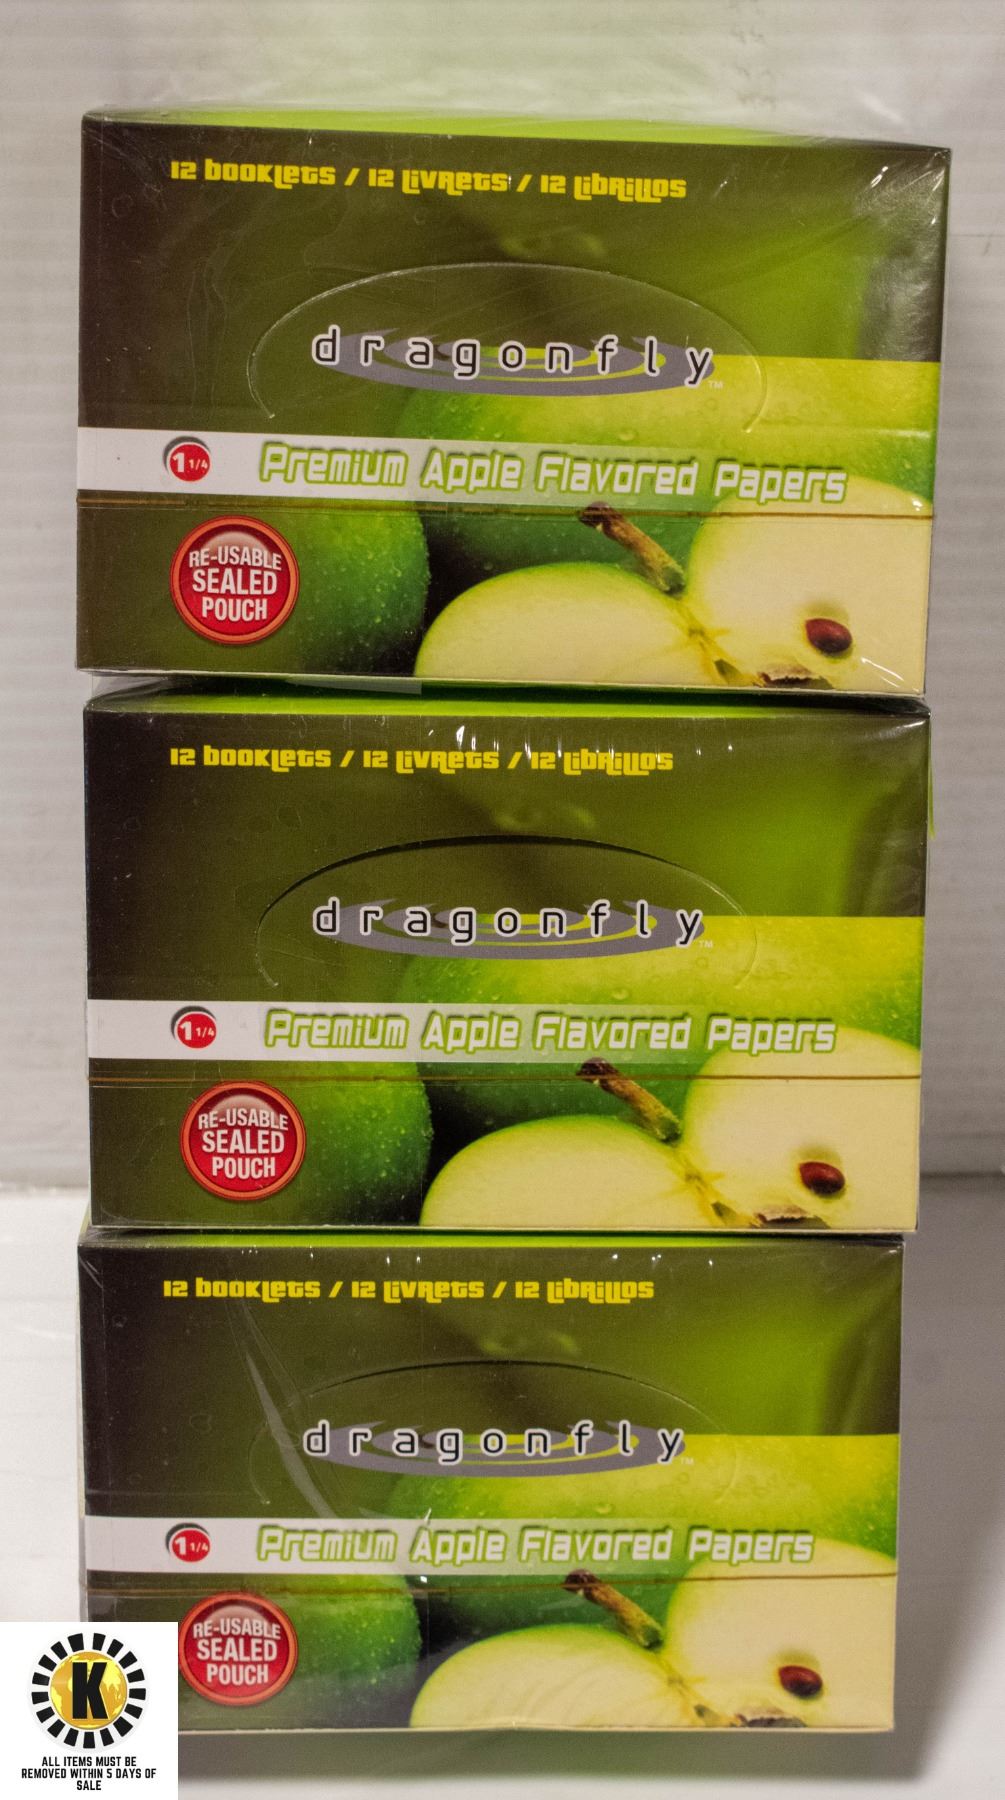 12 booklets / 12 livrets / 12 librillos
dragonfly™
1 1/4 Premium Apple Flavored Papers
RE-USABLE
SEALED
POUCH
12 booklets / 12 livrets / 12 librillos
dragonfly™
1 1/4 Premium Apple Flavored Papers
RE-USABLE
SEALED
POUCH
12 booklets / 12 livrets / 12 librillos
dragonfly™
1 1/4 Premium Apple Flavored Papers
RE-USABLE
SEALED
POUCH
K
ALL ITEMS MUST BE
REMOVED WITHIN 5 DAYS OF
SALE